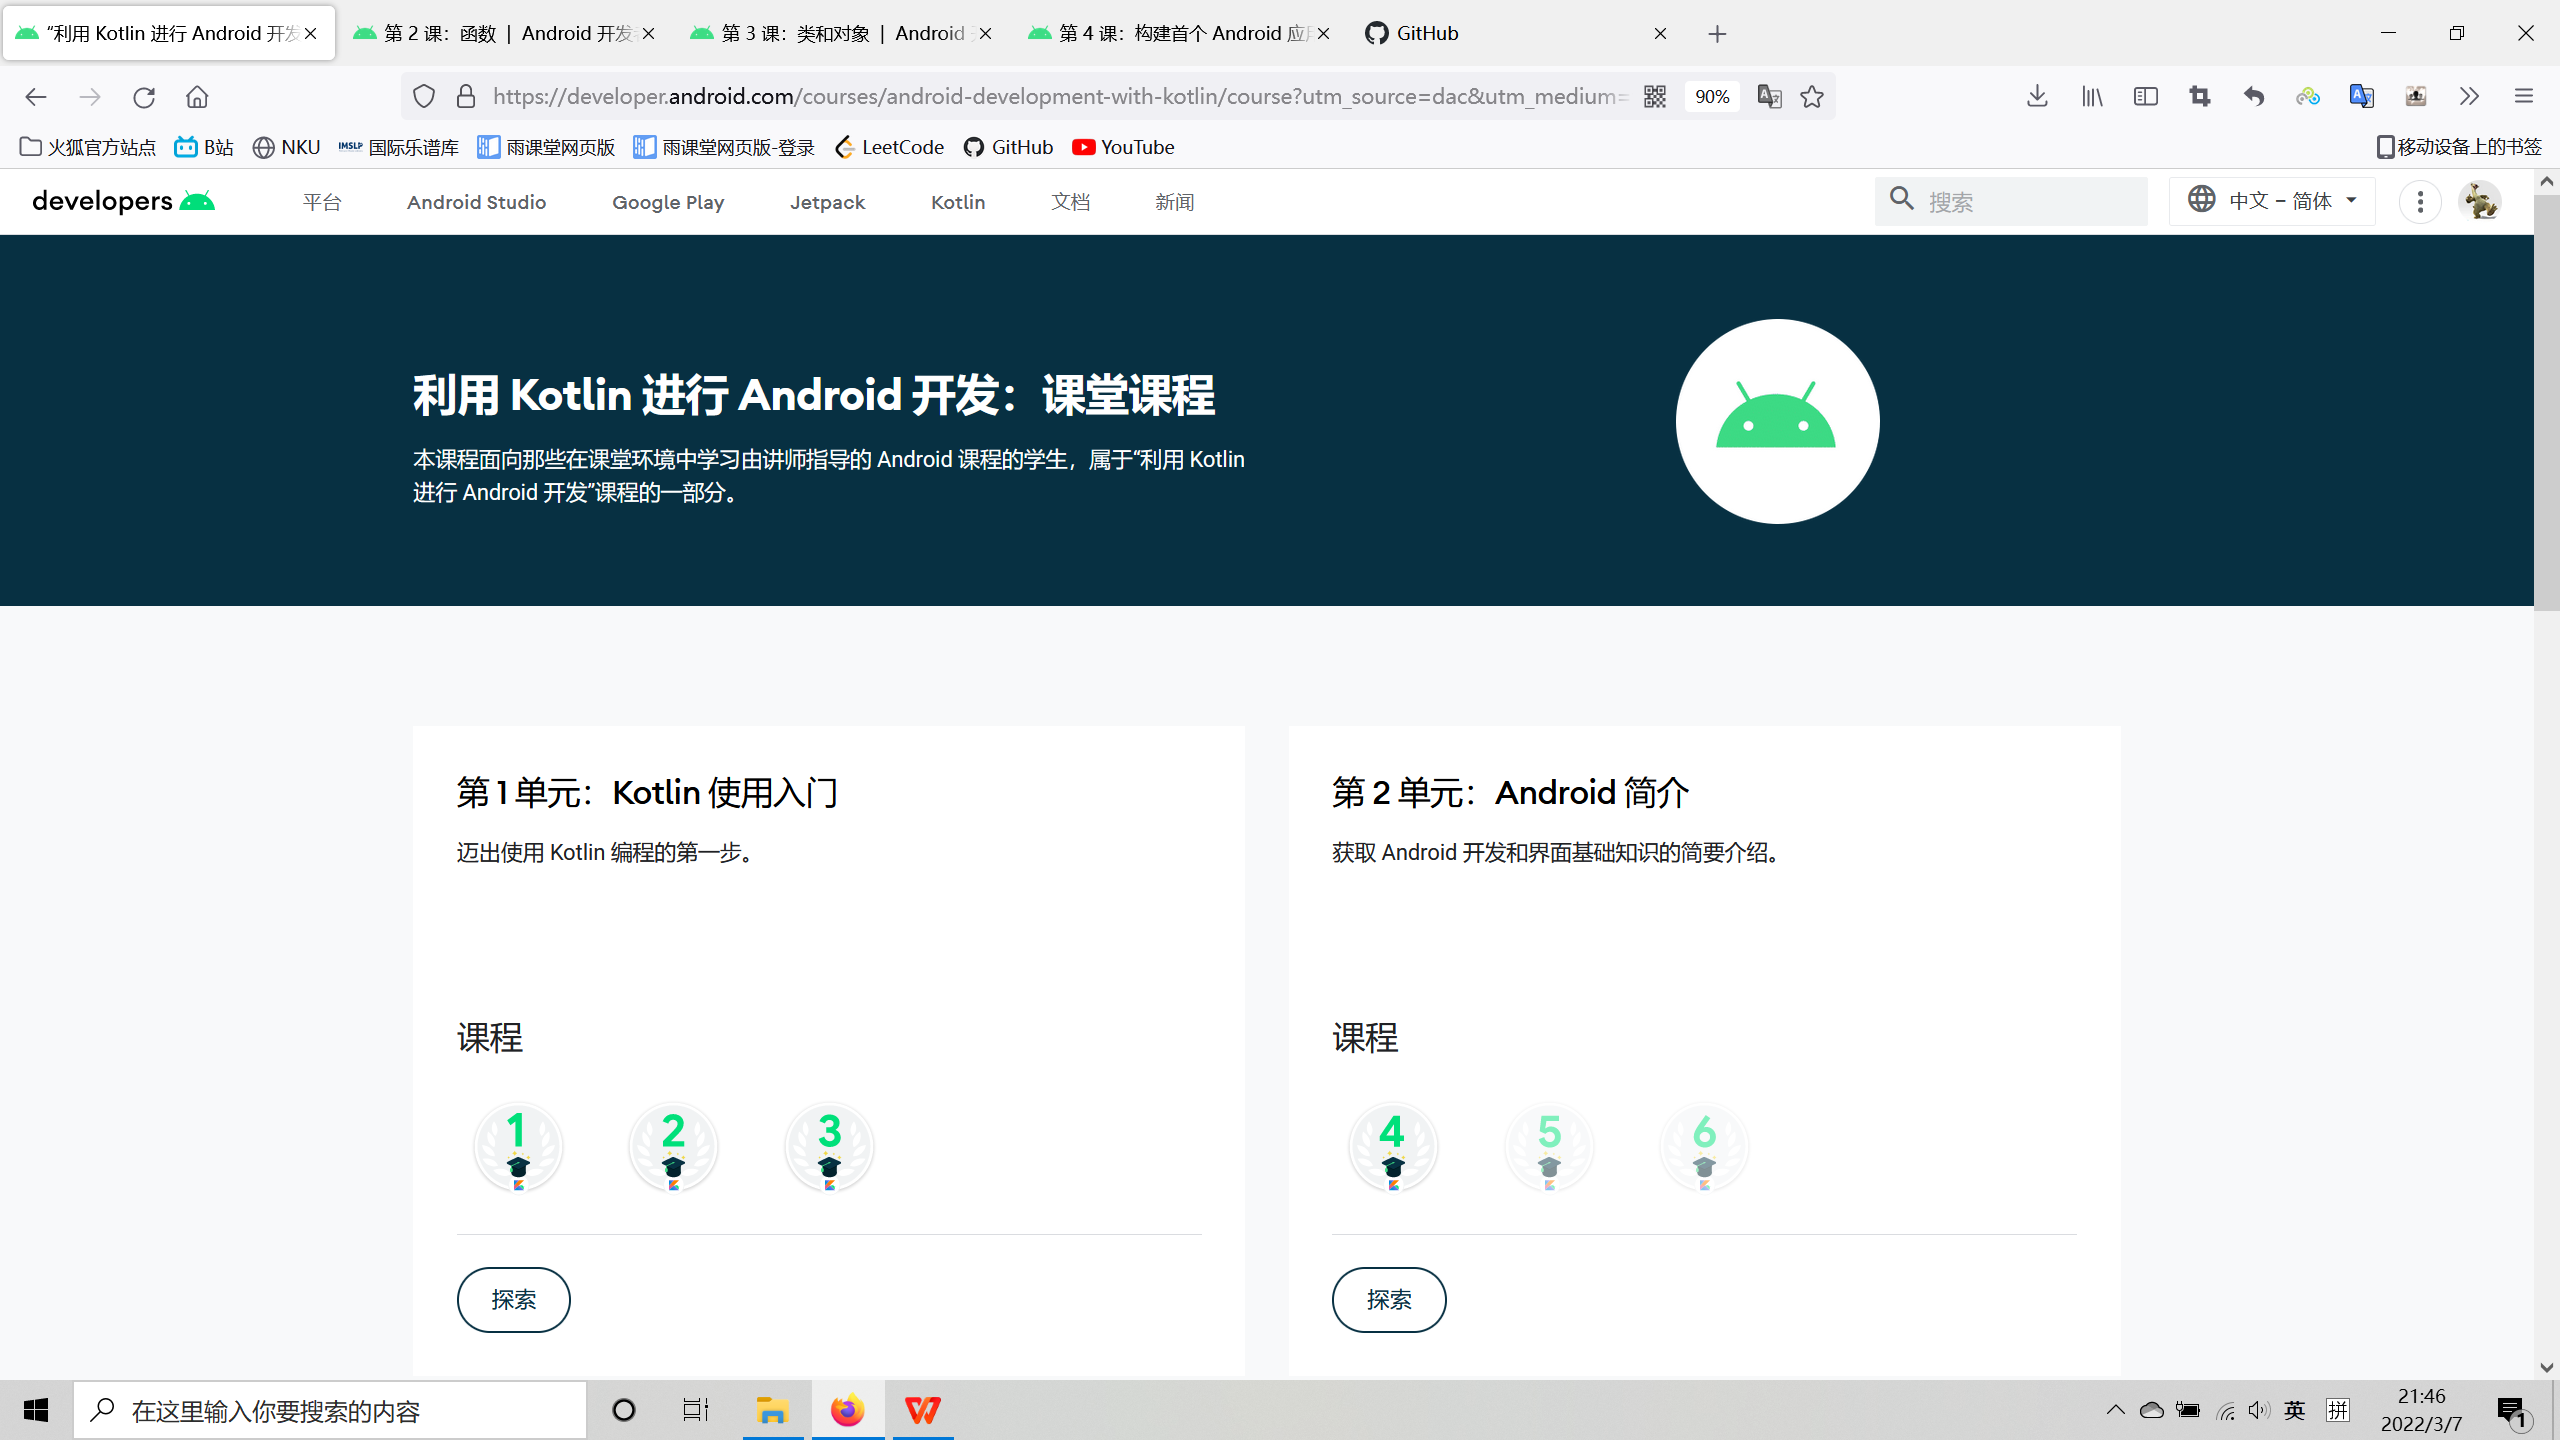 “利用 Kotlin 进行 Android 开发
第 2 课：函数 | Android 开发
第 3 课：类和对象 | Android
第 4 课：构建首个 Android 应
GitHub
https://developer.android.com/courses/android-development-with-kotlin/course?utm_source=dac&utm_medium=
90%
火狐官方站点
B站
NKU
IMSLP 国际乐谱库
雨课堂网页版
雨课堂网页版-登录
LeetCode
GitHub
YouTube
移动设备上的书签
developers
平台
Android Studio
Google Play
Jetpack
Kotlin
文档
新闻
搜索
中文 – 简体
利用 Kotlin 进行 Android 开发：课堂课程
本课程面向那些在课堂环境中学习由讲师指导的 Android 课程的学生，属于“利用 Kotlin
进行 Android 开发”课程的一部分。
第 1 单元：Kotlin 使用入门
迈出使用 Kotlin 编程的第一步。
课程
1 2 3
探索
第 2 单元：Android 简介
获取 Android 开发和界面基础知识的简要介绍。
课程
4 5 6
探索
在这里输入你要搜索的内容
英
拼
21:46
2022/3/7
1